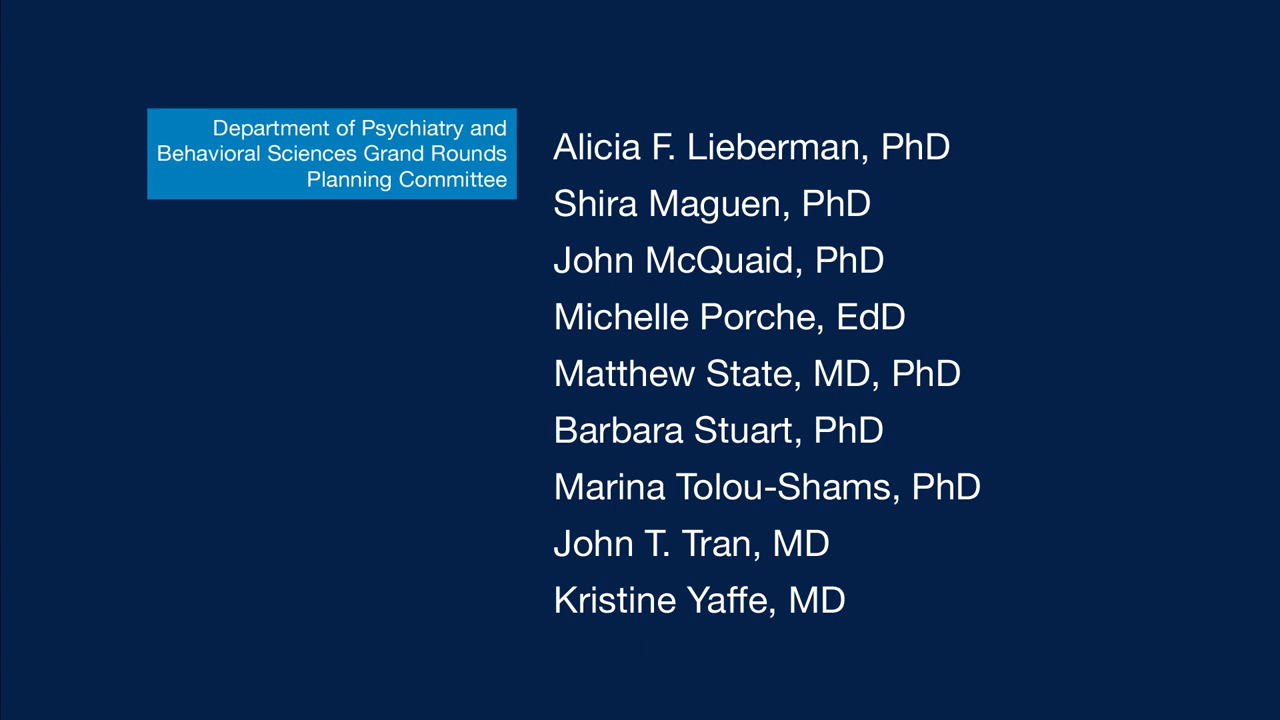 Department of Psychiatry and
Behavioral Sciences Grand Rounds
Planning Committee
Alicia F. Lieberman, PhD
Shira Maguen, PhD
John McQuaid, PhD
Michelle Porche, EdD
Matthew State, MD, PhD
Barbara Stuart, PhD
Marina Tolou-Shams, PhD
John T. Tran, MD
Kristine Yaffe, MD